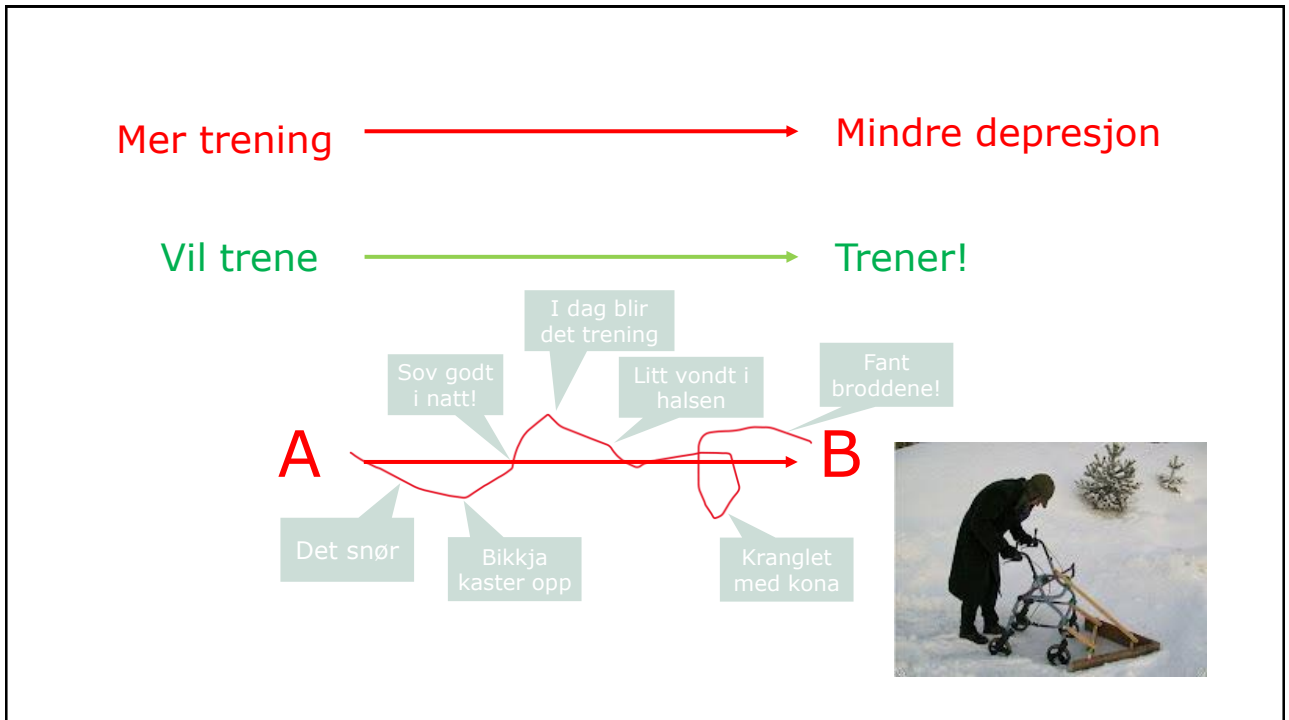 Mer trening
Mindre depresjon
Vil trene
Trener!
I dag blir
det trening
Sov godt
i natt!
Litt vondt i
halsen
Fant
broddene!
A
B
Det snør
Bikkja
kaster opp
Kranglet
med kona